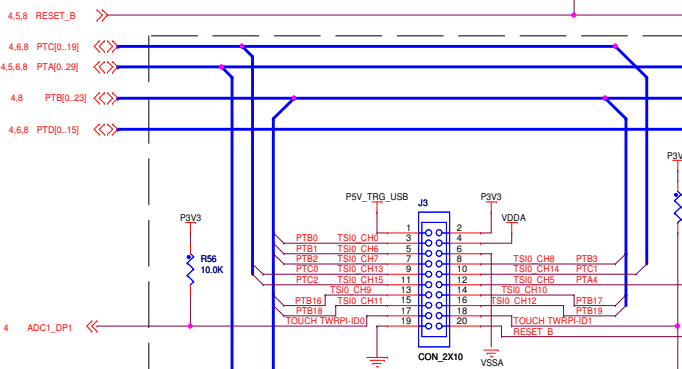 4,5,8 RESET_B
4,6,8 PTC[0..19]
4,5,6,8 PTA[0..29]
4,8 PTB[0..23]
4,6,8 PTD[0..15]
P3V
P5V_TRG_USB J3 P3V3
P3V3 VDDA
1 2
PTB0 TSI0_CH0 3 4
PTB1 TSI0_CH6 5 6
PTB2 TSI0_CH7 7 8 TSI0_CH8 PTB3
PTC0 TSI0_CH13 9 10 TSI0_CH14 PTC1
PTC2 TSI0_CH15 11 12 TSI0_CH5 PTA4
TSI0_CH9 13 14 TSI0_CH10
PTB16 TSI0_CH11 15 16 TSI0_CH12 PTB17
PTB18 17 18 PTB19
TOUCH TWRPI-ID0 19 20 TOUCH TWRPI-ID1
RESET_B
R56
10.0K
4 ADC1_DP1
CON_2X10
VSSA